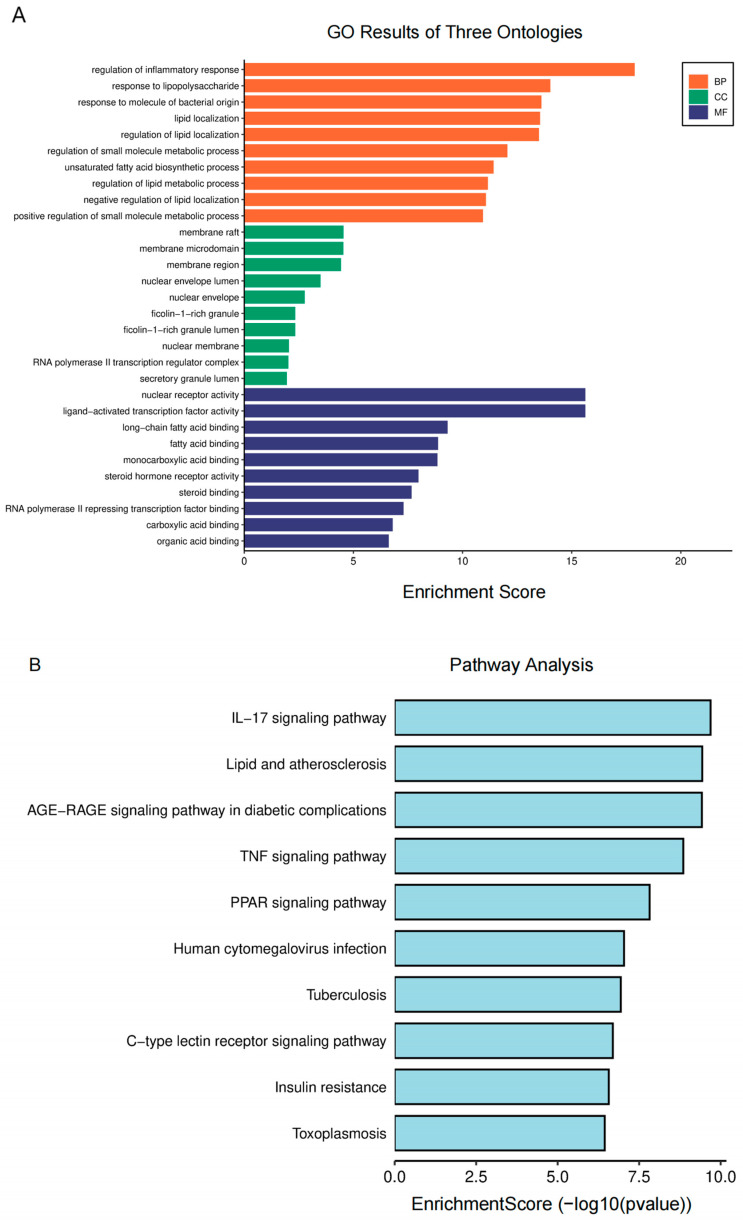 A
GO Results of Three Ontologies
regulation of inflammatory response
response to lipopolysaccharide
response to molecule of bacterial origin
lipid localization
regulation of lipid localization
regulation of small molecule metabolic process
unsaturated fatty acid biosynthetic process
regulation of lipid metabolic process
negative regulation of lipid localization
positive regulation of small molecule metabolic process
membrane raft
membrane microdomain
membrane region
nuclear envelope lumen
nuclear envelope
ficolin−1−rich granule
ficolin−1−rich granule lumen
nuclear membrane
RNA polymerase II transcription regulator complex
secretory granule lumen
nuclear receptor activity
ligand−activated transcription factor activity
long−chain fatty acid binding
fatty acid binding
monocarboxylic acid binding
steroid hormone receptor activity
steroid binding
RNA polymerase II repressing transcription factor binding
carboxylic acid binding
organic acid binding
BP
CC
MF
0 5 10 15 20
Enrichment Score
B
Pathway Analysis
IL−17 signaling pathway
Lipid and atherosclerosis
AGE−RAGE signaling pathway in diabetic complications
TNF signaling pathway
PPAR signaling pathway
Human cytomegalovirus infection
Tuberculosis
C−type lectin receptor signaling pathway
Insulin resistance
Toxoplasmosis
0.0 2.5 5.0 7.5 10.0
EnrichmentScore (−log10(pvalue))